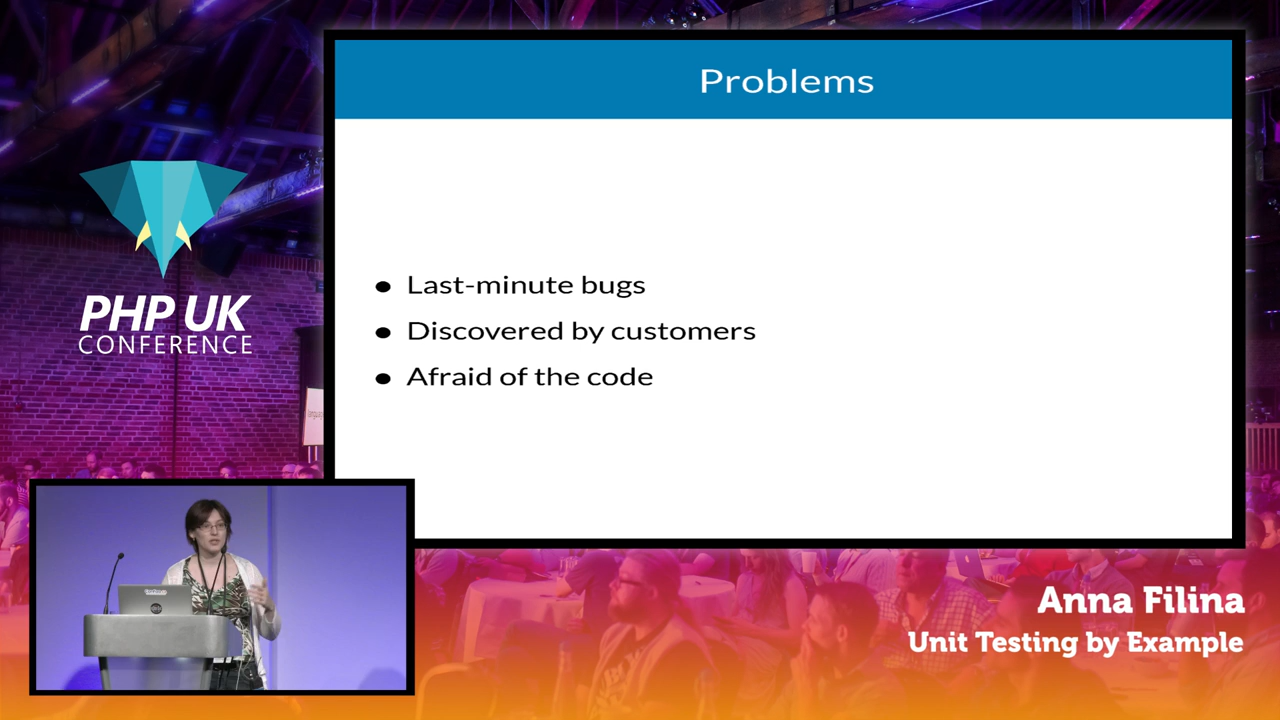 Problems
● Last-minute bugs
● Discovered by customers
● Afraid of the code
PHP UK
CONFERENCE
Anna Filina
Unit Testing by Example